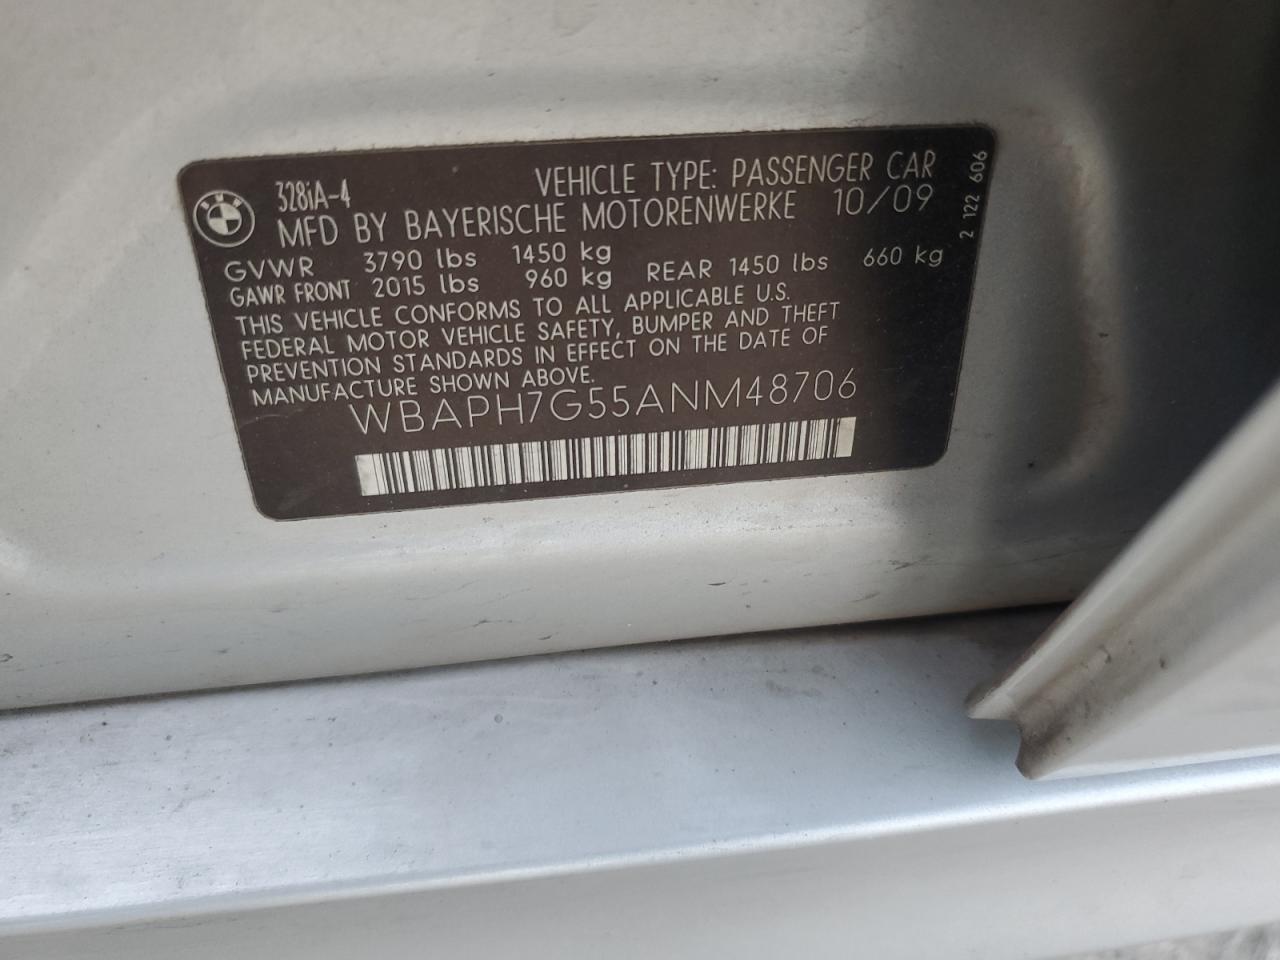 328iA-4 VEHICLE TYPE: PASSENGER CAR
MFD BY BAYERISCHE MOTORENWERKE 10/09
GVWR 3790 lbs 1450 kg
GAWR FRONT 2015 lbs 960 kg REAR 1450 lbs 660 kg
THIS VEHICLE CONFORMS TO ALL APPLICABLE U.S.
FEDERAL MOTOR VEHICLE SAFETY, BUMPER AND THEFT
PREVENTION STANDARDS IN EFFECT ON THE DATE OF
MANUFACTURE SHOWN ABOVE.
WBAPH7G55ANM48706
2 122 606